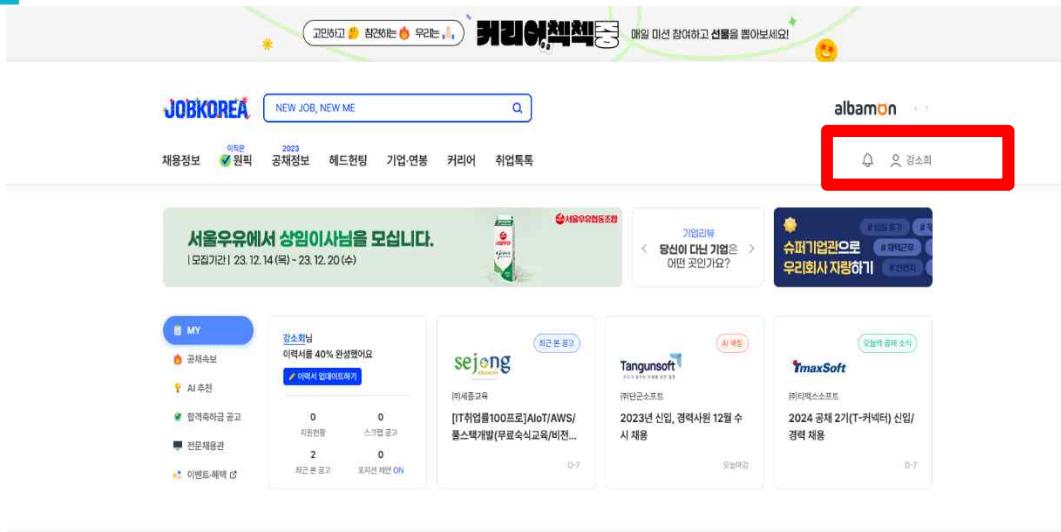 고민하고 참견하는 우리는
커리어첵첵중
매일 미션 참여하고 선물을 뽑아보세요!
JOBKOREA
NEW JOB, NEW ME
albamon
이직은
2023
채용정보 원픽 공채정보 헤드헌팅 기업·연봉 커리어 취업톡톡
강소희
서울우유에서 상임이사님을 모십니다.
| 모집기간 | 23. 12. 14 (목) ~ 23. 12. 20 (수)
서울우유협동조합
기업리뷰
당신이 다닌 기업은
어떤 곳인가요?
슈퍼기업관으로
우리회사 자랑하기
#재택근무
MY
공채속보
AI 추천
합격축하금 공고
전문채용관
이벤트·혜택
강소희님
이력서를 40% 완성했어요
이력서 업데이트하기
0 0
지원현황 스크랩 공고
2 0
최근 본 공고 포지션 제안 ON
최근 본 공고
sejong
㈜세종교육
[IT취업률100프로]AIoT/AWS/
풀스택개발(무료숙식교육/비전...
D-7
AI 매칭
Tangunsoft
㈜단군소프트
2023년 신입, 경력사원 12월 수
시 채용
오늘마감
오늘의 공채 소식
TmaxSoft
㈜티맥스소프트
2024 공채 2기(T-커넥터) 신입/
경력 채용
D-7